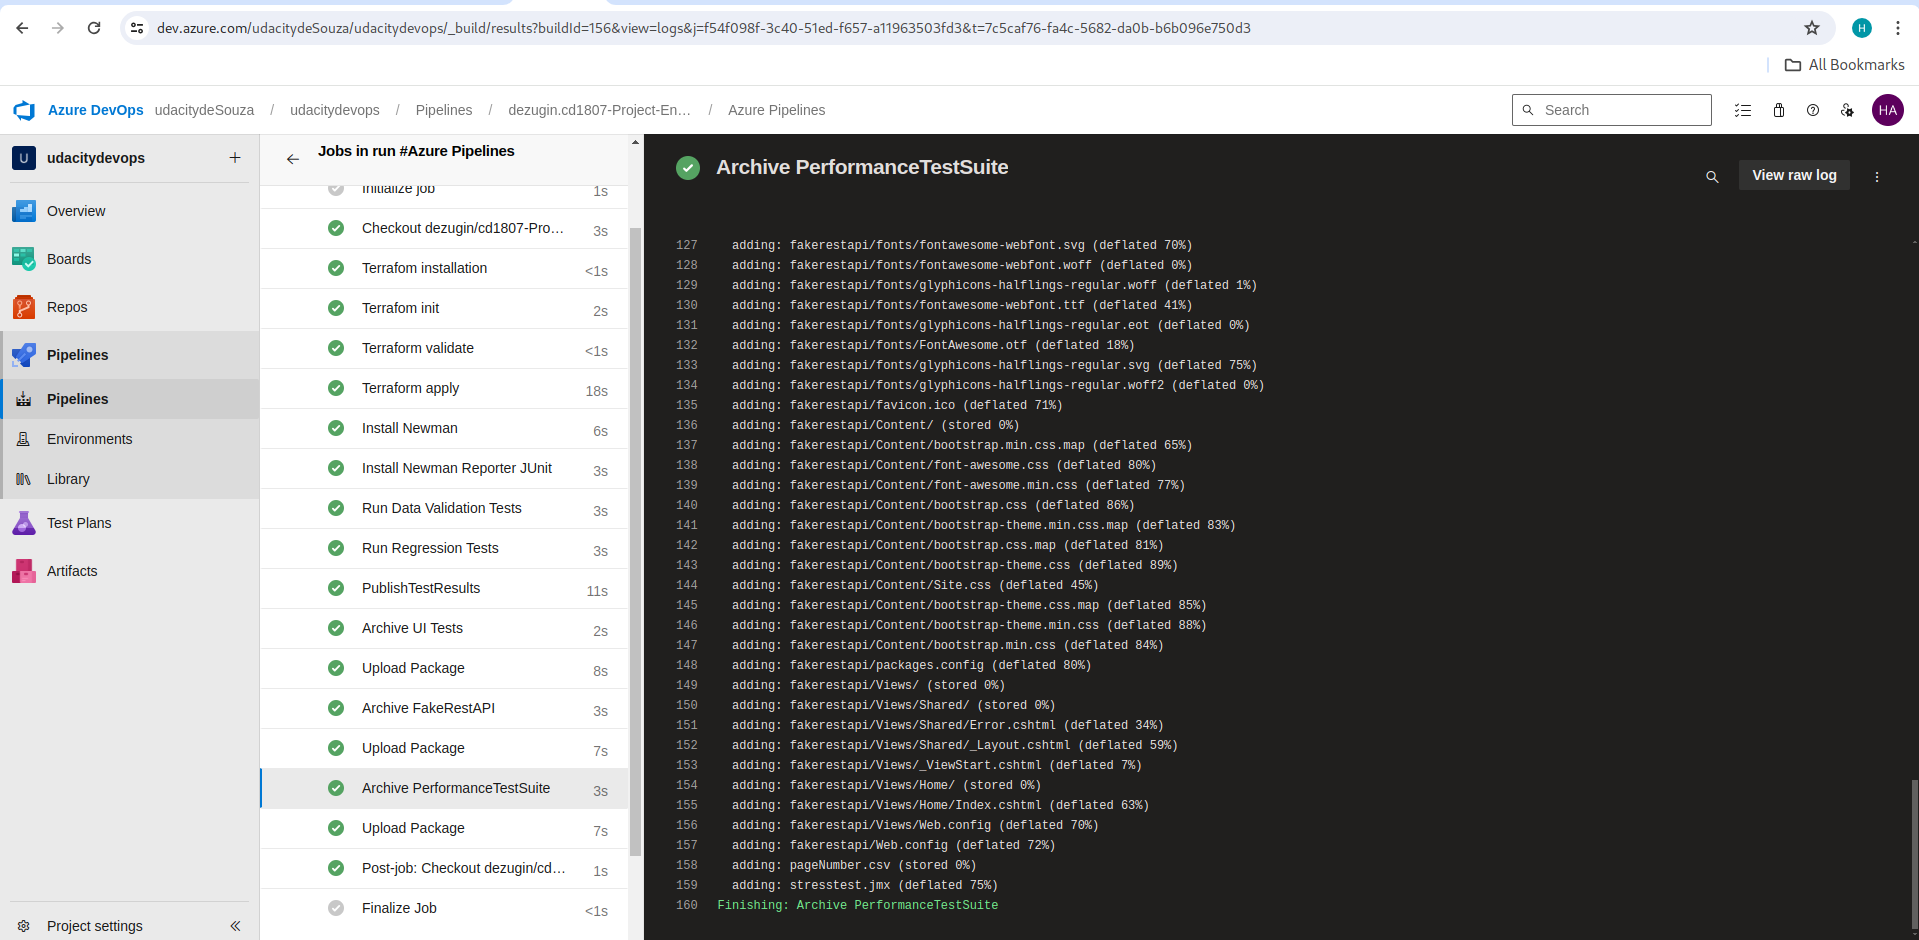 dev.azure.com/udacitydeSouza/udacitydevops/_build/results?buildId=156&view=logs&j=f54f098f-3c40-51ed-f657-a11963503fd3&t=7c5caf76-fa4c-5682-da0b-b6b096e750d3
H
All Bookmarks
Azure DevOps udacitydeSouza / udacitydevops / Pipelines / dezugin.cd1807-Project-En... / Azure Pipelines
Search
HA
U udacitydevops +
Overview
Boards
Repos
Pipelines
Pipelines
Environments
Library
Test Plans
Artifacts
Project settings
Jobs in run #Azure Pipelines
Initialize job 1s
Checkout dezugin/cd1807-Pro... 3s
Terrafom installation <1s
Terrafom init 2s
Terraform validate <1s
Terraform apply 18s
Install Newman 6s
Install Newman Reporter JUnit 3s
Run Data Validation Tests 3s
Run Regression Tests 3s
PublishTestResults 11s
Archive UI Tests 2s
Upload Package 8s
Archive FakeRestAPI 3s
Upload Package 7s
Archive PerformanceTestSuite 3s
Upload Package 7s
Post-job: Checkout dezugin/cd... 1s
Finalize Job <1s
Archive PerformanceTestSuite
View raw log
127 adding: fakerestapi/fonts/fontawesome-webfont.svg (deflated 70%)
128 adding: fakerestapi/fonts/fontawesome-webfont.woff (deflated 0%)
129 adding: fakerestapi/fonts/glyphicons-halflings-regular.woff (deflated 1%)
130 adding: fakerestapi/fonts/fontawesome-webfont.ttf (deflated 41%)
131 adding: fakerestapi/fonts/glyphicons-halflings-regular.eot (deflated 0%)
132 adding: fakerestapi/fonts/FontAwesome.otf (deflated 18%)
133 adding: fakerestapi/fonts/glyphicons-halflings-regular.svg (deflated 75%)
134 adding: fakerestapi/fonts/glyphicons-halflings-regular.woff2 (deflated 0%)
135 adding: fakerestapi/favicon.ico (deflated 71%)
136 adding: fakerestapi/Content/ (stored 0%)
137 adding: fakerestapi/Content/bootstrap.min.css.map (deflated 65%)
138 adding: fakerestapi/Content/font-awesome.css (deflated 80%)
139 adding: fakerestapi/Content/font-awesome.min.css (deflated 77%)
140 adding: fakerestapi/Content/bootstrap.css (deflated 86%)
141 adding: fakerestapi/Content/bootstrap-theme.min.css.map (deflated 83%)
142 adding: fakerestapi/Content/bootstrap.css.map (deflated 81%)
143 adding: fakerestapi/Content/bootstrap-theme.css (deflated 89%)
144 adding: fakerestapi/Content/Site.css (deflated 45%)
145 adding: fakerestapi/Content/bootstrap-theme.css.map (deflated 85%)
146 adding: fakerestapi/Content/bootstrap-theme.min.css (deflated 88%)
147 adding: fakerestapi/Content/bootstrap.min.css (deflated 84%)
148 adding: fakerestapi/packages.config (deflated 80%)
149 adding: fakerestapi/Views/ (stored 0%)
150 adding: fakerestapi/Views/Shared/ (stored 0%)
151 adding: fakerestapi/Views/Shared/Error.cshtml (deflated 34%)
152 adding: fakerestapi/Views/Shared/_Layout.cshtml (deflated 59%)
153 adding: fakerestapi/Views/_ViewStart.cshtml (deflated 7%)
154 adding: fakerestapi/Views/Home/ (stored 0%)
155 adding: fakerestapi/Views/Home/Index.cshtml (deflated 63%)
156 adding: fakerestapi/Views/Web.config (deflated 70%)
157 adding: fakerestapi/Web.config (deflated 72%)
158 adding: pageNumber.csv (stored 0%)
159 adding: stresstest.jmx (deflated 75%)
160 Finishing: Archive PerformanceTestSuite